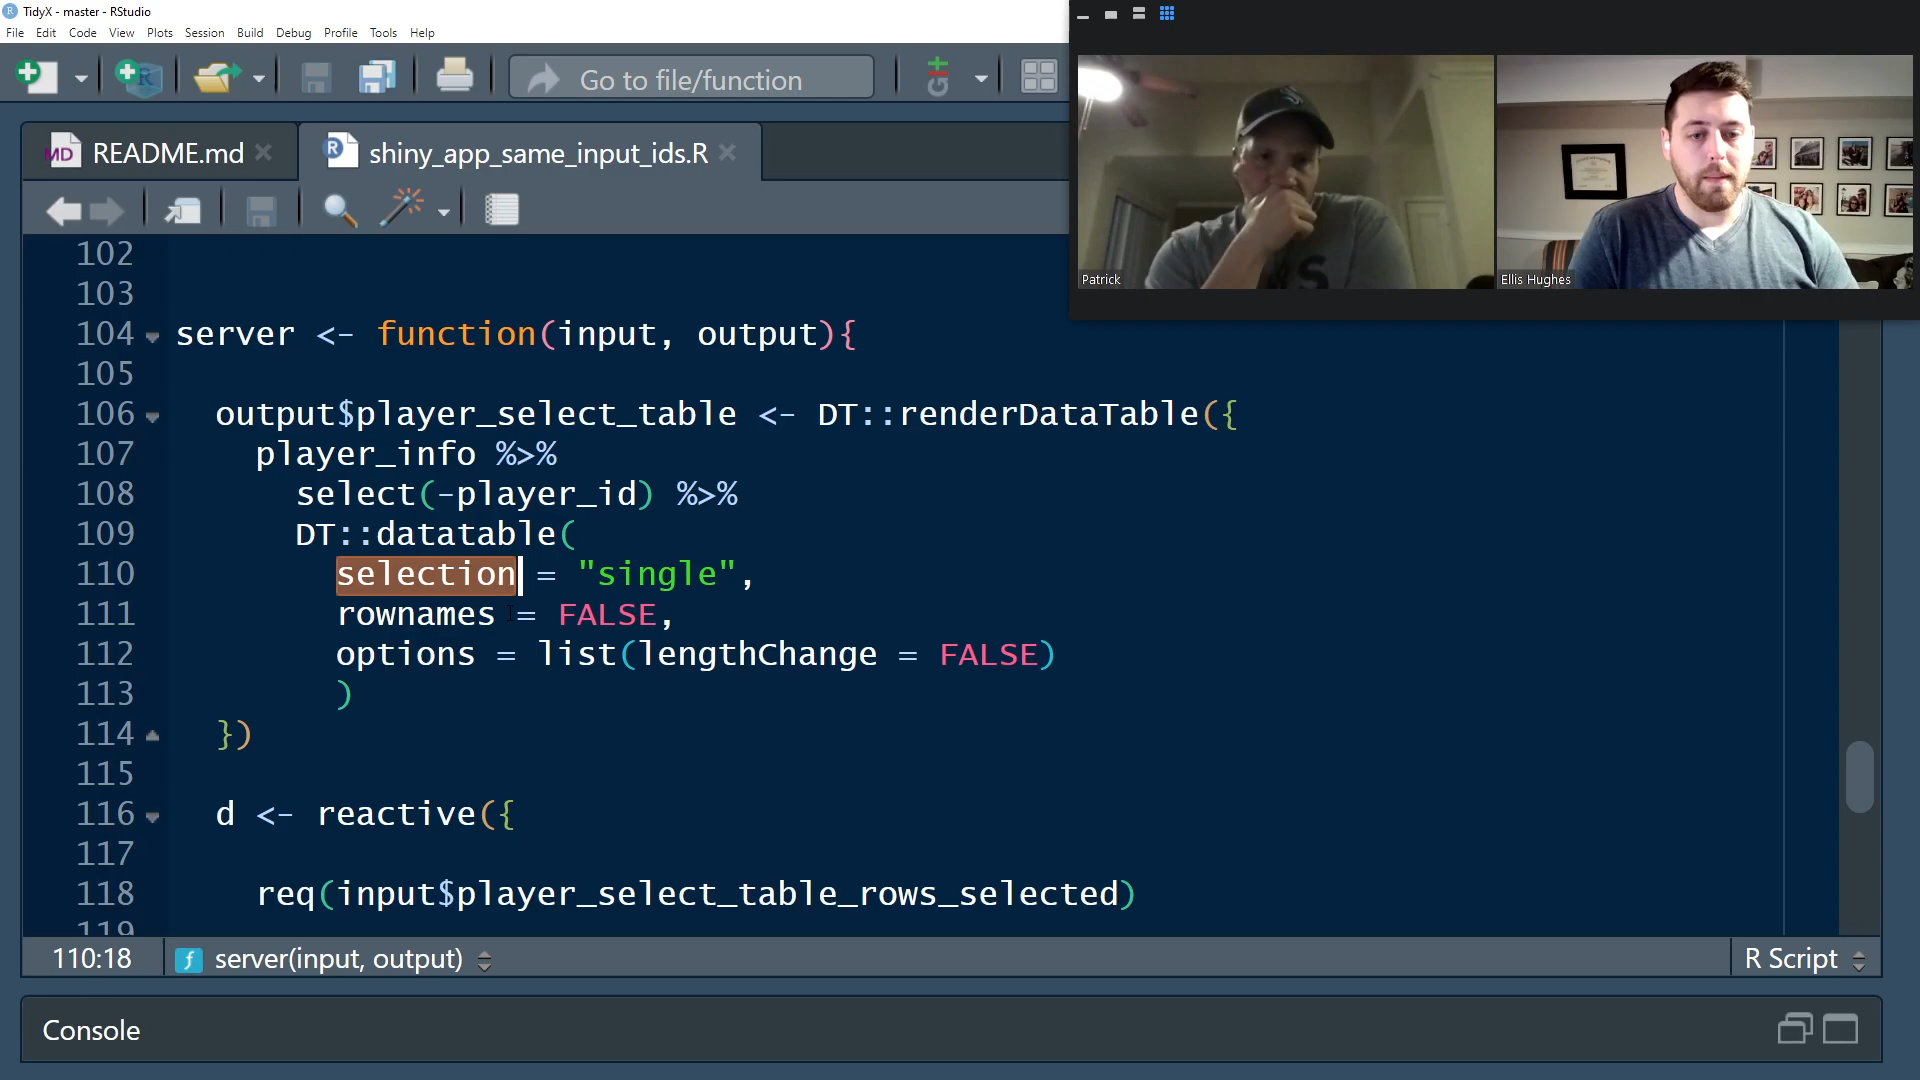 TidyX - master - RStudio
File Edit Code View Plots Session Build Debug Profile Tools Help
Go to file/function
README.md
shiny_app_same_input_ids.R
102
103
104 server <- function(input, output){
105
106 output$player_select_table <- DT::renderDataTable({
107 player_info %>%
108 select(-player_id) %>%
109 DT::datatable(
110 selection = "single",
111 rownames = FALSE,
112 options = list(lengthChange = FALSE)
113 )
114 })
115
116 d <- reactive({
117
118 req(input$player_select_table_rows_selected)
119
110:18 server(input, output) R Script
Console
Patrick
Ellis Hughes